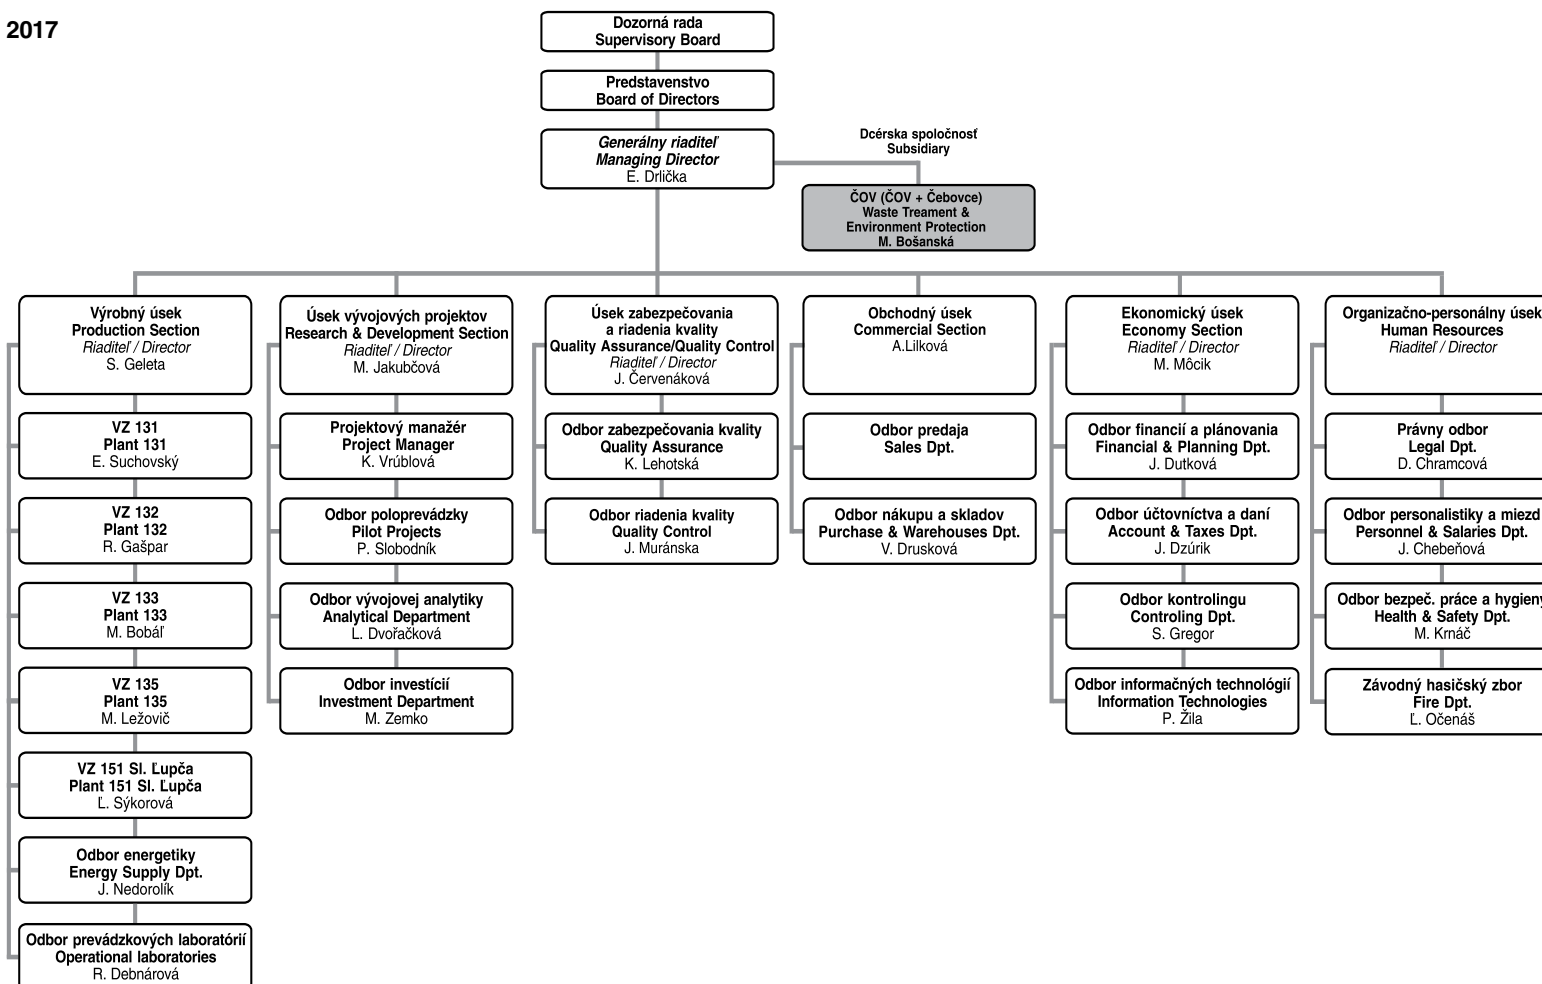 2017
Dozorná rada
Supervisory Board
Predstavenstvo
Board of Directors
Generálny riaditeľ
Managing Director
E. Drlička
Dcérska spoločnosť
Subsidiary
ČOV (ČOV + Čebovce)
Waste Treament &
Environment Protection
M. Bošanská
Výrobný úsek
Production Section
Riaditeľ / Director
S. Geleta
VZ 131
Plant 131
E. Suchovský
VZ 132
Plant 132
R. Gašpar
VZ 133
Plant 133
M. Bobáľ
VZ 135
Plant 135
M. Ležovič
VZ 151 Sl. Ľupča
Plant 151 Sl. Ľupča
Ľ. Sýkorová
Odbor energetiky
Energy Supply Dpt.
J. Nedorolík
Odbor prevádzkových laboratórií
Operational laboratories
R. Debnárová
Úsek vývojových projektov
Research & Development Section
Riaditeľ / Director
M. Jakubčová
Projektový manažér
Project Manager
K. Vrúblová
Odbor poloprevádzky
Pilot Projects
P. Slobodník
Odbor vývojovej analytiky
Analytical Department
L. Dvořačková
Odbor investícií
Investment Department
M. Zemko
Úsek zabezpečovania
a riadenia kvality
Quality Assurance/Quality Control
Riaditeľ / Director
J. Červenáková
Odbor zabezpečovania kvality
Quality Assurance
K. Lehotská
Odbor riadenia kvality
Quality Control
J. Muránska
Obchodný úsek
Commercial Section
A.Lilková
Odbor predaja
Sales Dpt.
Odbor nákupu a skladov
Purchase & Warehouses Dpt.
V. Drusková
Ekonomický úsek
Economy Section
Riaditeľ / Director
M. Môcik
Odbor financií a plánovania
Financial & Planning Dpt.
J. Dutková
Odbor účtovníctva a daní
Account & Taxes Dpt.
J. Dzúrik
Odbor kontrolingu
Controling Dpt.
S. Gregor
Odbor informačných technológií
Information Technologies
P. Žila
Organizačno-personálny úsek
Human Resources
Riaditeľ / Director
Právny odbor
Legal Dpt.
D. Chramcová
Odbor personalistiky a miezd
Personnel & Salaries Dpt.
J. Chebeňová
Odbor bezpeč. práce a hygieny
Health & Safety Dpt.
M. Krnáč
Závodný hasičský zbor
Fire Dpt.
Ľ. Očenáš